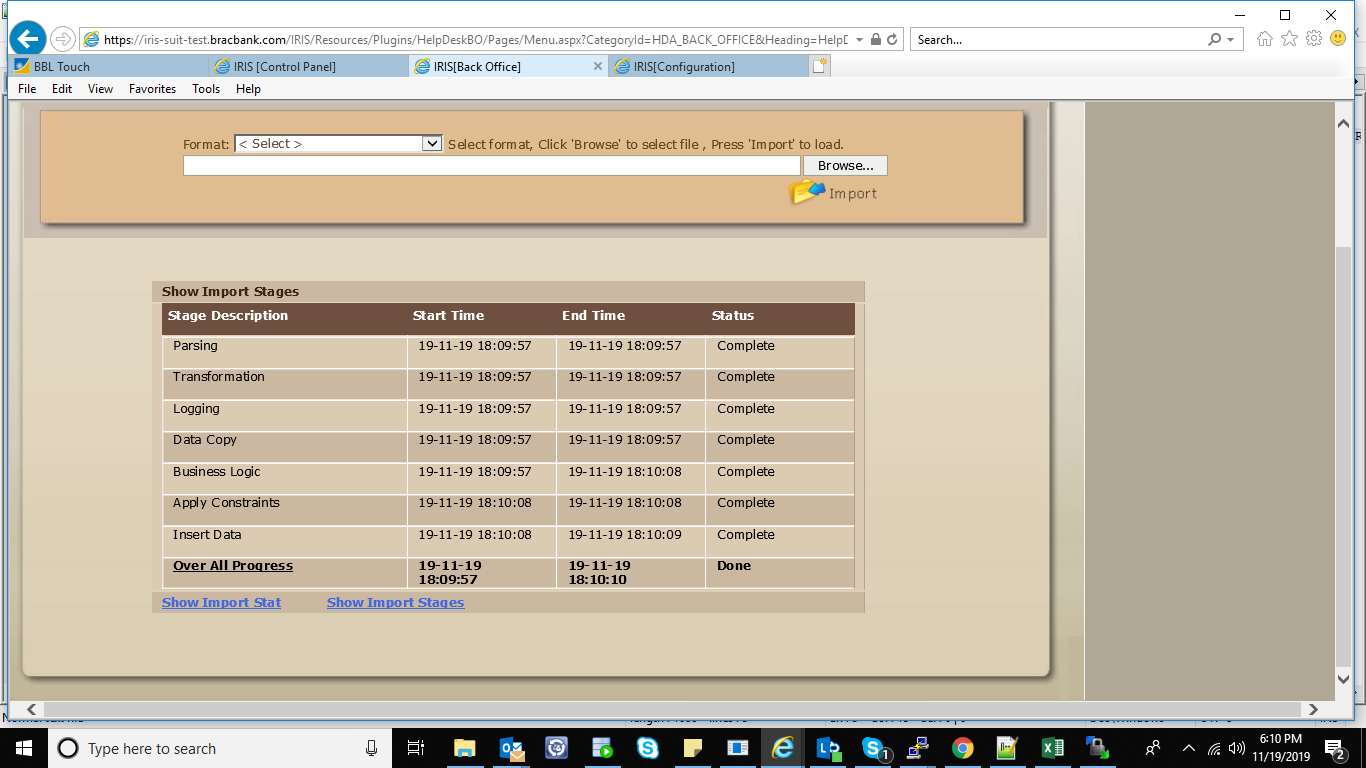 https://iris-suit-test.bracbank.com/IRIS/Resources/Plugins/HelpDeskBO/Pages/Menu.aspx?CategoryId=HDA_BACK_OFFICE&Heading=HelpD
Search...
BBL Touch
IRIS [Control Panel]
IRIS[Back Office]
IRIS[Configuration]
File Edit View Favorites Tools Help
Format: < Select > Select format, Click 'Browse' to select file , Press 'Import' to load.
Browse...
Import
Show Import Stages
Stage Description Start Time End Time Status
Parsing 19-11-19 18:09:57 19-11-19 18:09:57 Complete
Transformation 19-11-19 18:09:57 19-11-19 18:09:57 Complete
Logging 19-11-19 18:09:57 19-11-19 18:09:57 Complete
Data Copy 19-11-19 18:09:57 19-11-19 18:09:57 Complete
Business Logic 19-11-19 18:09:57 19-11-19 18:10:08 Complete
Apply Constraints 19-11-19 18:10:08 19-11-19 18:10:08 Complete
Insert Data 19-11-19 18:10:08 19-11-19 18:10:09 Complete
Over All Progress 19-11-19 19-11-19 Done
18:09:57 18:10:10
Show Import Stat Show Import Stages
Type here to search
1
6:10 PM
11/19/2019
2